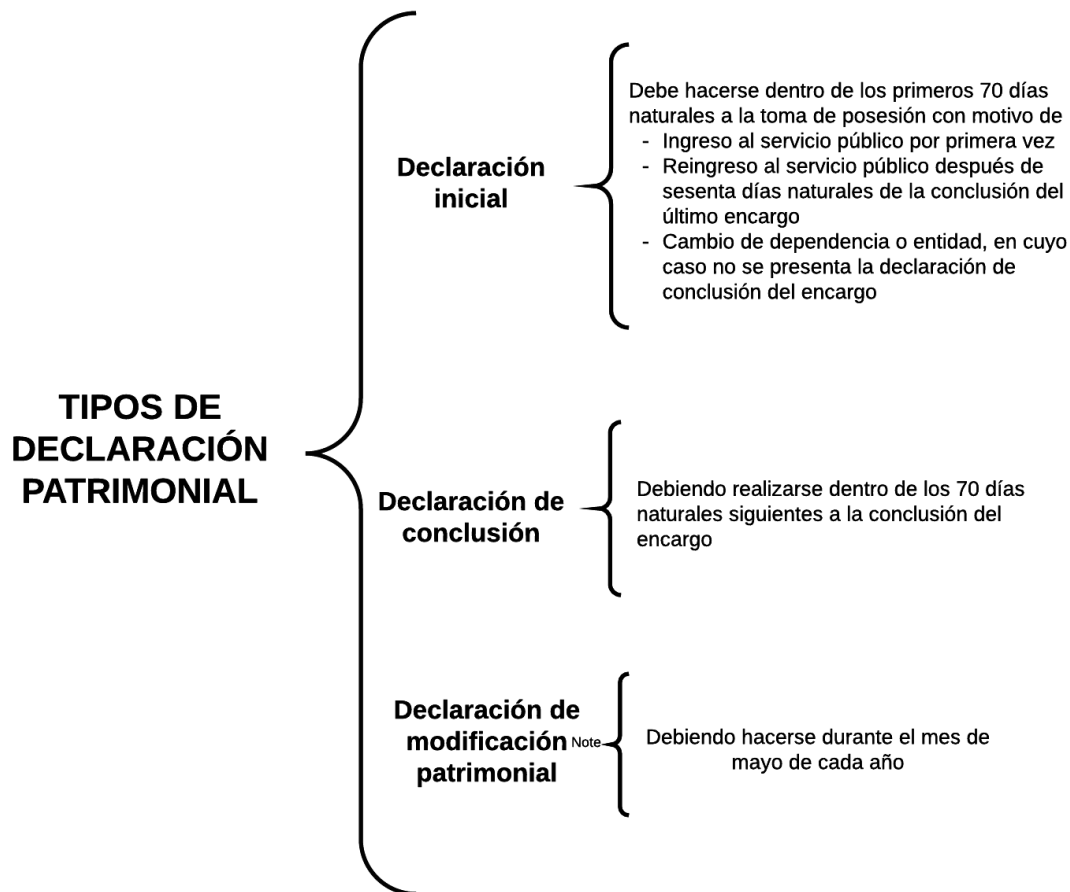 TIPOS DE
DECLARACIÓN
PATRIMONIAL
Declaración
inicial
Debe hacerse dentro de los primeros 70 días
naturales a la toma de posesión con motivo de
- Ingreso al servicio público por primera vez
- Reingreso al servicio público después de
sesenta días naturales de la conclusión del
último encargo
- Cambio de dependencia o entidad, en cuyo
caso no se presenta la declaración de
conclusión del encargo
Declaración de
conclusión
Debiendo realizarse dentro de los 70 días
naturales siguientes a la conclusión del
encargo
Declaración de
modificación
patrimonial
Note
Debiendo hacerse durante el mes de
mayo de cada año